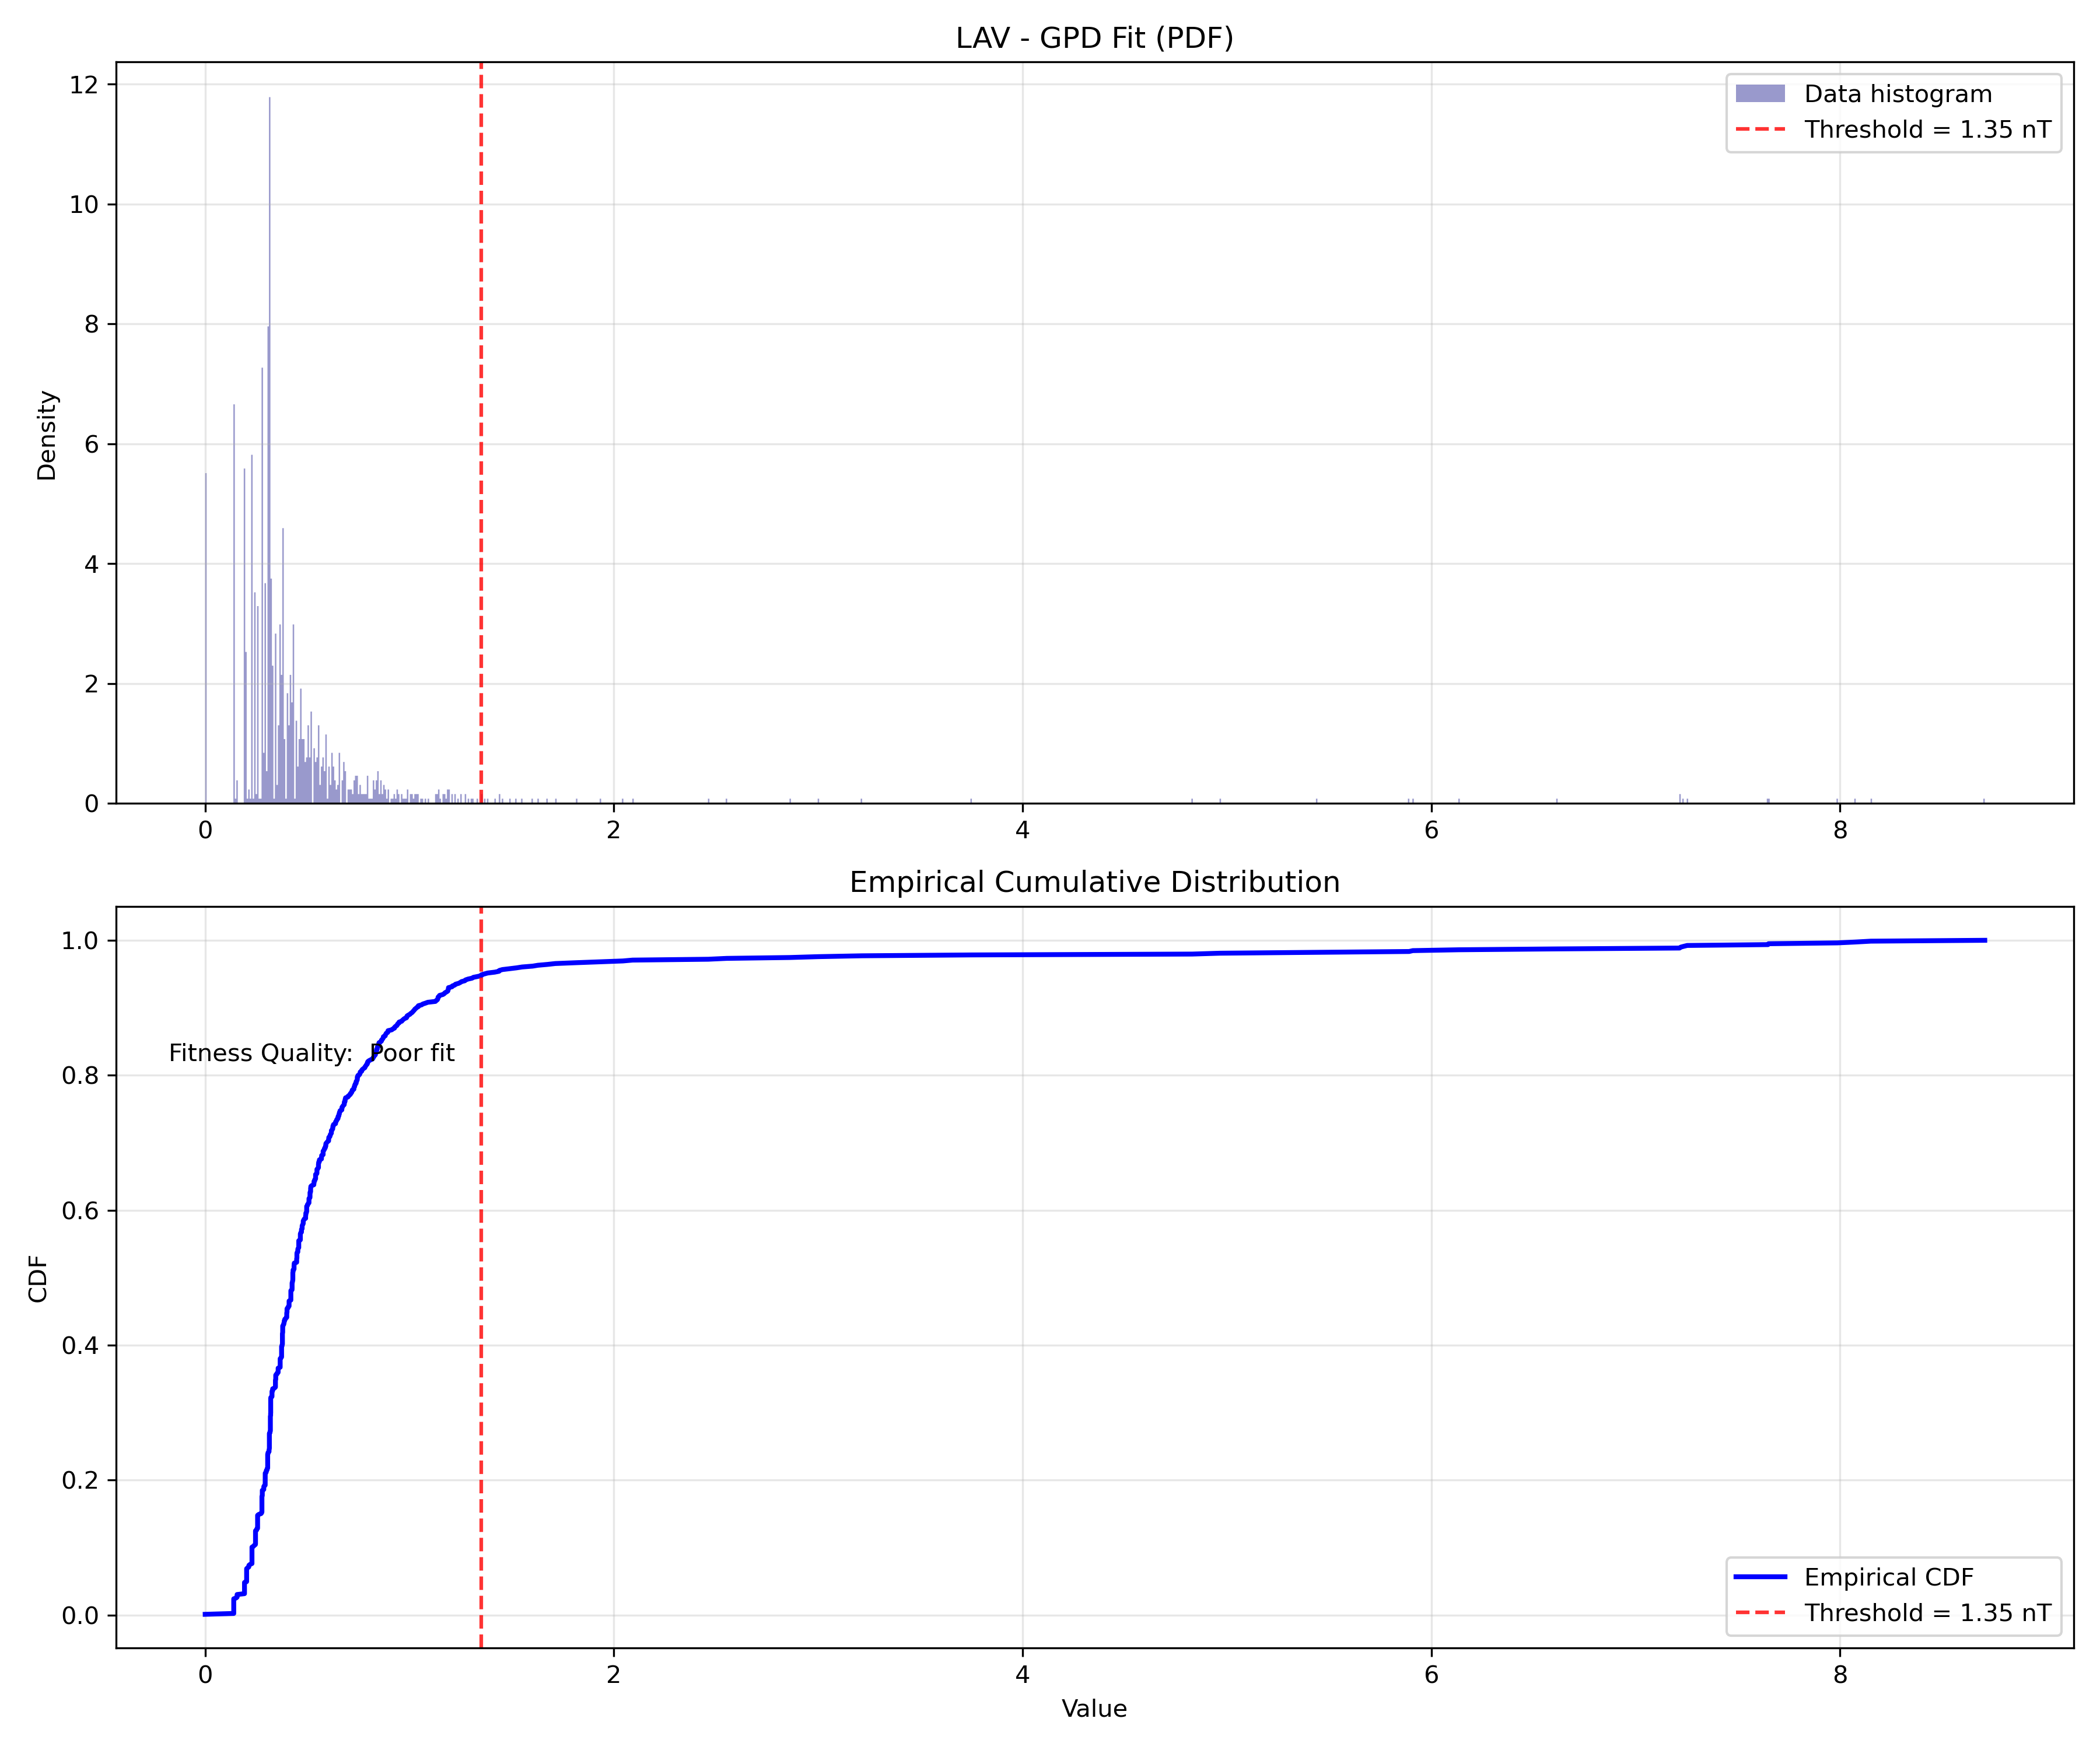 LAV - GPD Fit (PDF)
Density
12
10
8
6
4
2
0
0 2 4 6 8
Data histogram
Threshold = 1.35 nT
Empirical Cumulative Distribution
CDF
1.0
0.8
0.6
0.4
0.2
0.0
Fitness Quality: Poor fit
Empirical CDF
Threshold = 1.35 nT
0 2 4 6 8
Value